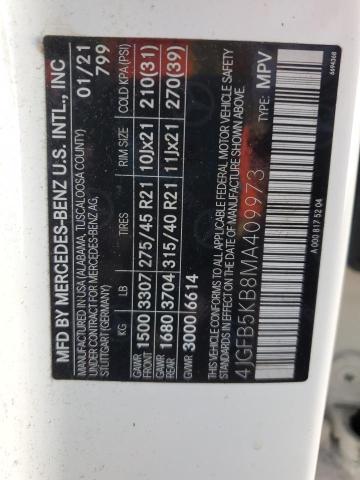 MFD BY MERCEDES-BENZ U.S. INTL., INC
MANUFACTURED IN USA (ALABAMA, TUSCALOOSA COUNTY)
UNDER CONTRACT FOR MERCEDES-BENZ AG,
STUTTGART (GERMANY)
01/21
799
KG LB TIRES RIM SIZE COLD KPA(PSI)
GAWR FRONT 1500 3307 275/45 R21 10Jx21 210(31)
GAWR REAR 1680 3704 315/40 R21 11Jx21 270(39)
GVWR 3000 6614
THIS VEHICLE CONFORMS TO ALL APPLICABLE FEDERAL MOTOR VEHICLE SAFETY
STANDARDS IN EFFECT ON THE DATE OF MANUFACTURE SHOWN ABOVE.
4JGFB5KB8MA409973 TYPE: MPV
A 000 817 52 04